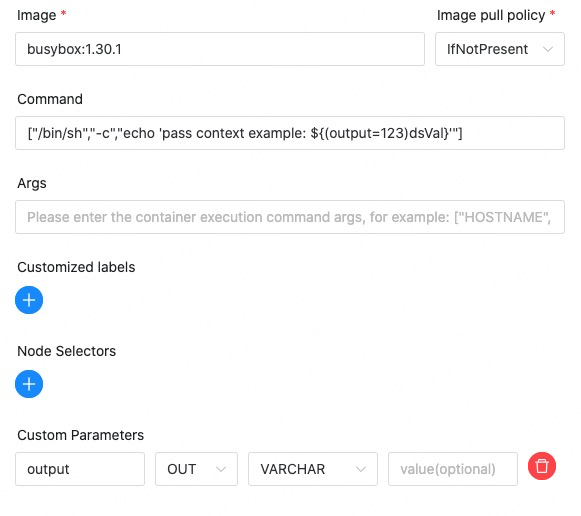 Image * Image pull policy *
busybox:1.30.1 IfNotPresent
Command
["/bin/sh","-c","echo 'pass context example: ${(output=123)dsVal}'"]
Args
Please enter the container execution command args, for example: ["HOSTNAME",
Customized labels
Node Selectors
Custom Parameters
output OUT VARCHAR value(optional)